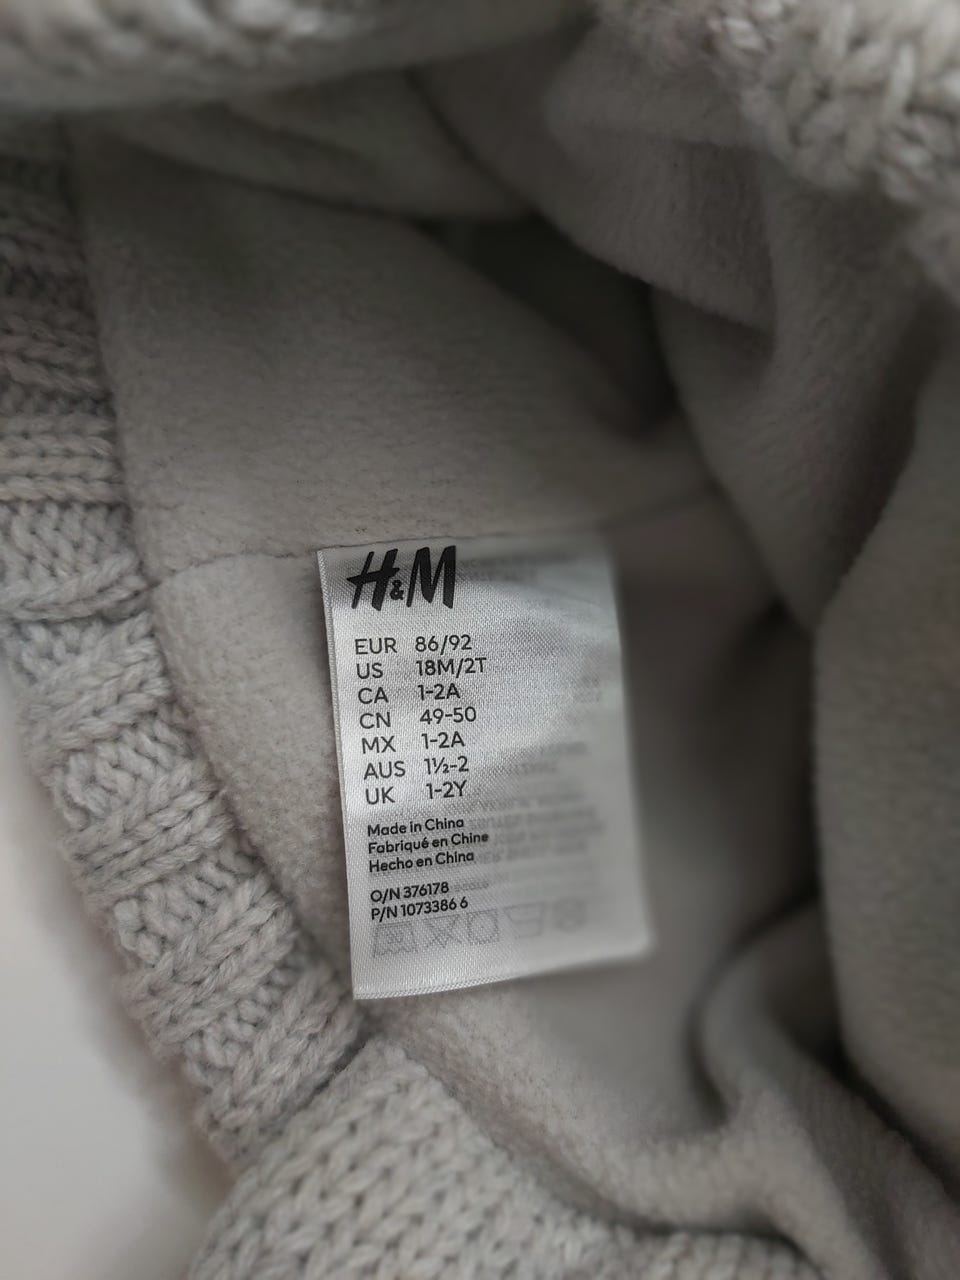 H&M
EUR 86/92
US 18M/2T
CA 1-2A
CN 49-50
MX 1-2A
AUS 1½-2
UK 1-2Y
Made in China
Fabriqué en Chine
Hecho en China
O/N 376178
P/N 1073386 6